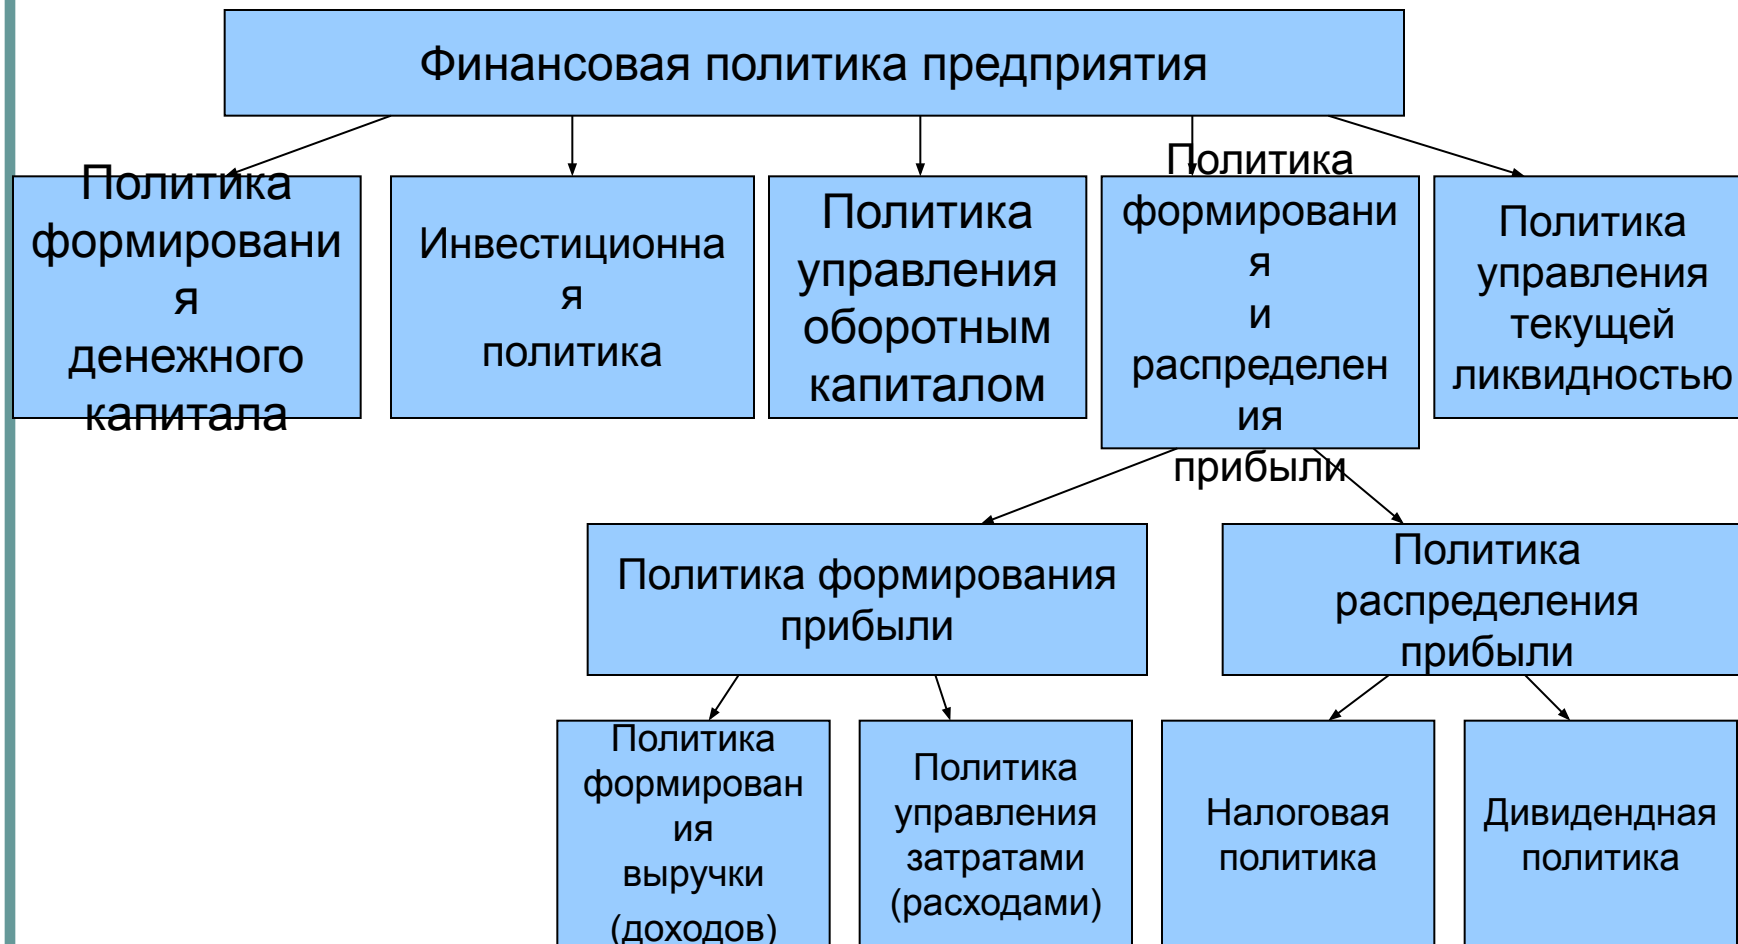 Финансовая политика предприятия
Политика
формировани
я
денежного
капитала
Инвестиционна
я
политика
Политика
управления
оборотным
капиталом
Политика
формировани
я
и
распределен
ия
прибыли
Политика
управления
текущей
ликвидностью
Политика формирования
прибыли
Политика
распределения
прибыли
Политика
формирован
ия
выручки
(доходов)
Политика
управления
затратами
(расходами)
Налоговая
политика
Дивидендная
политика